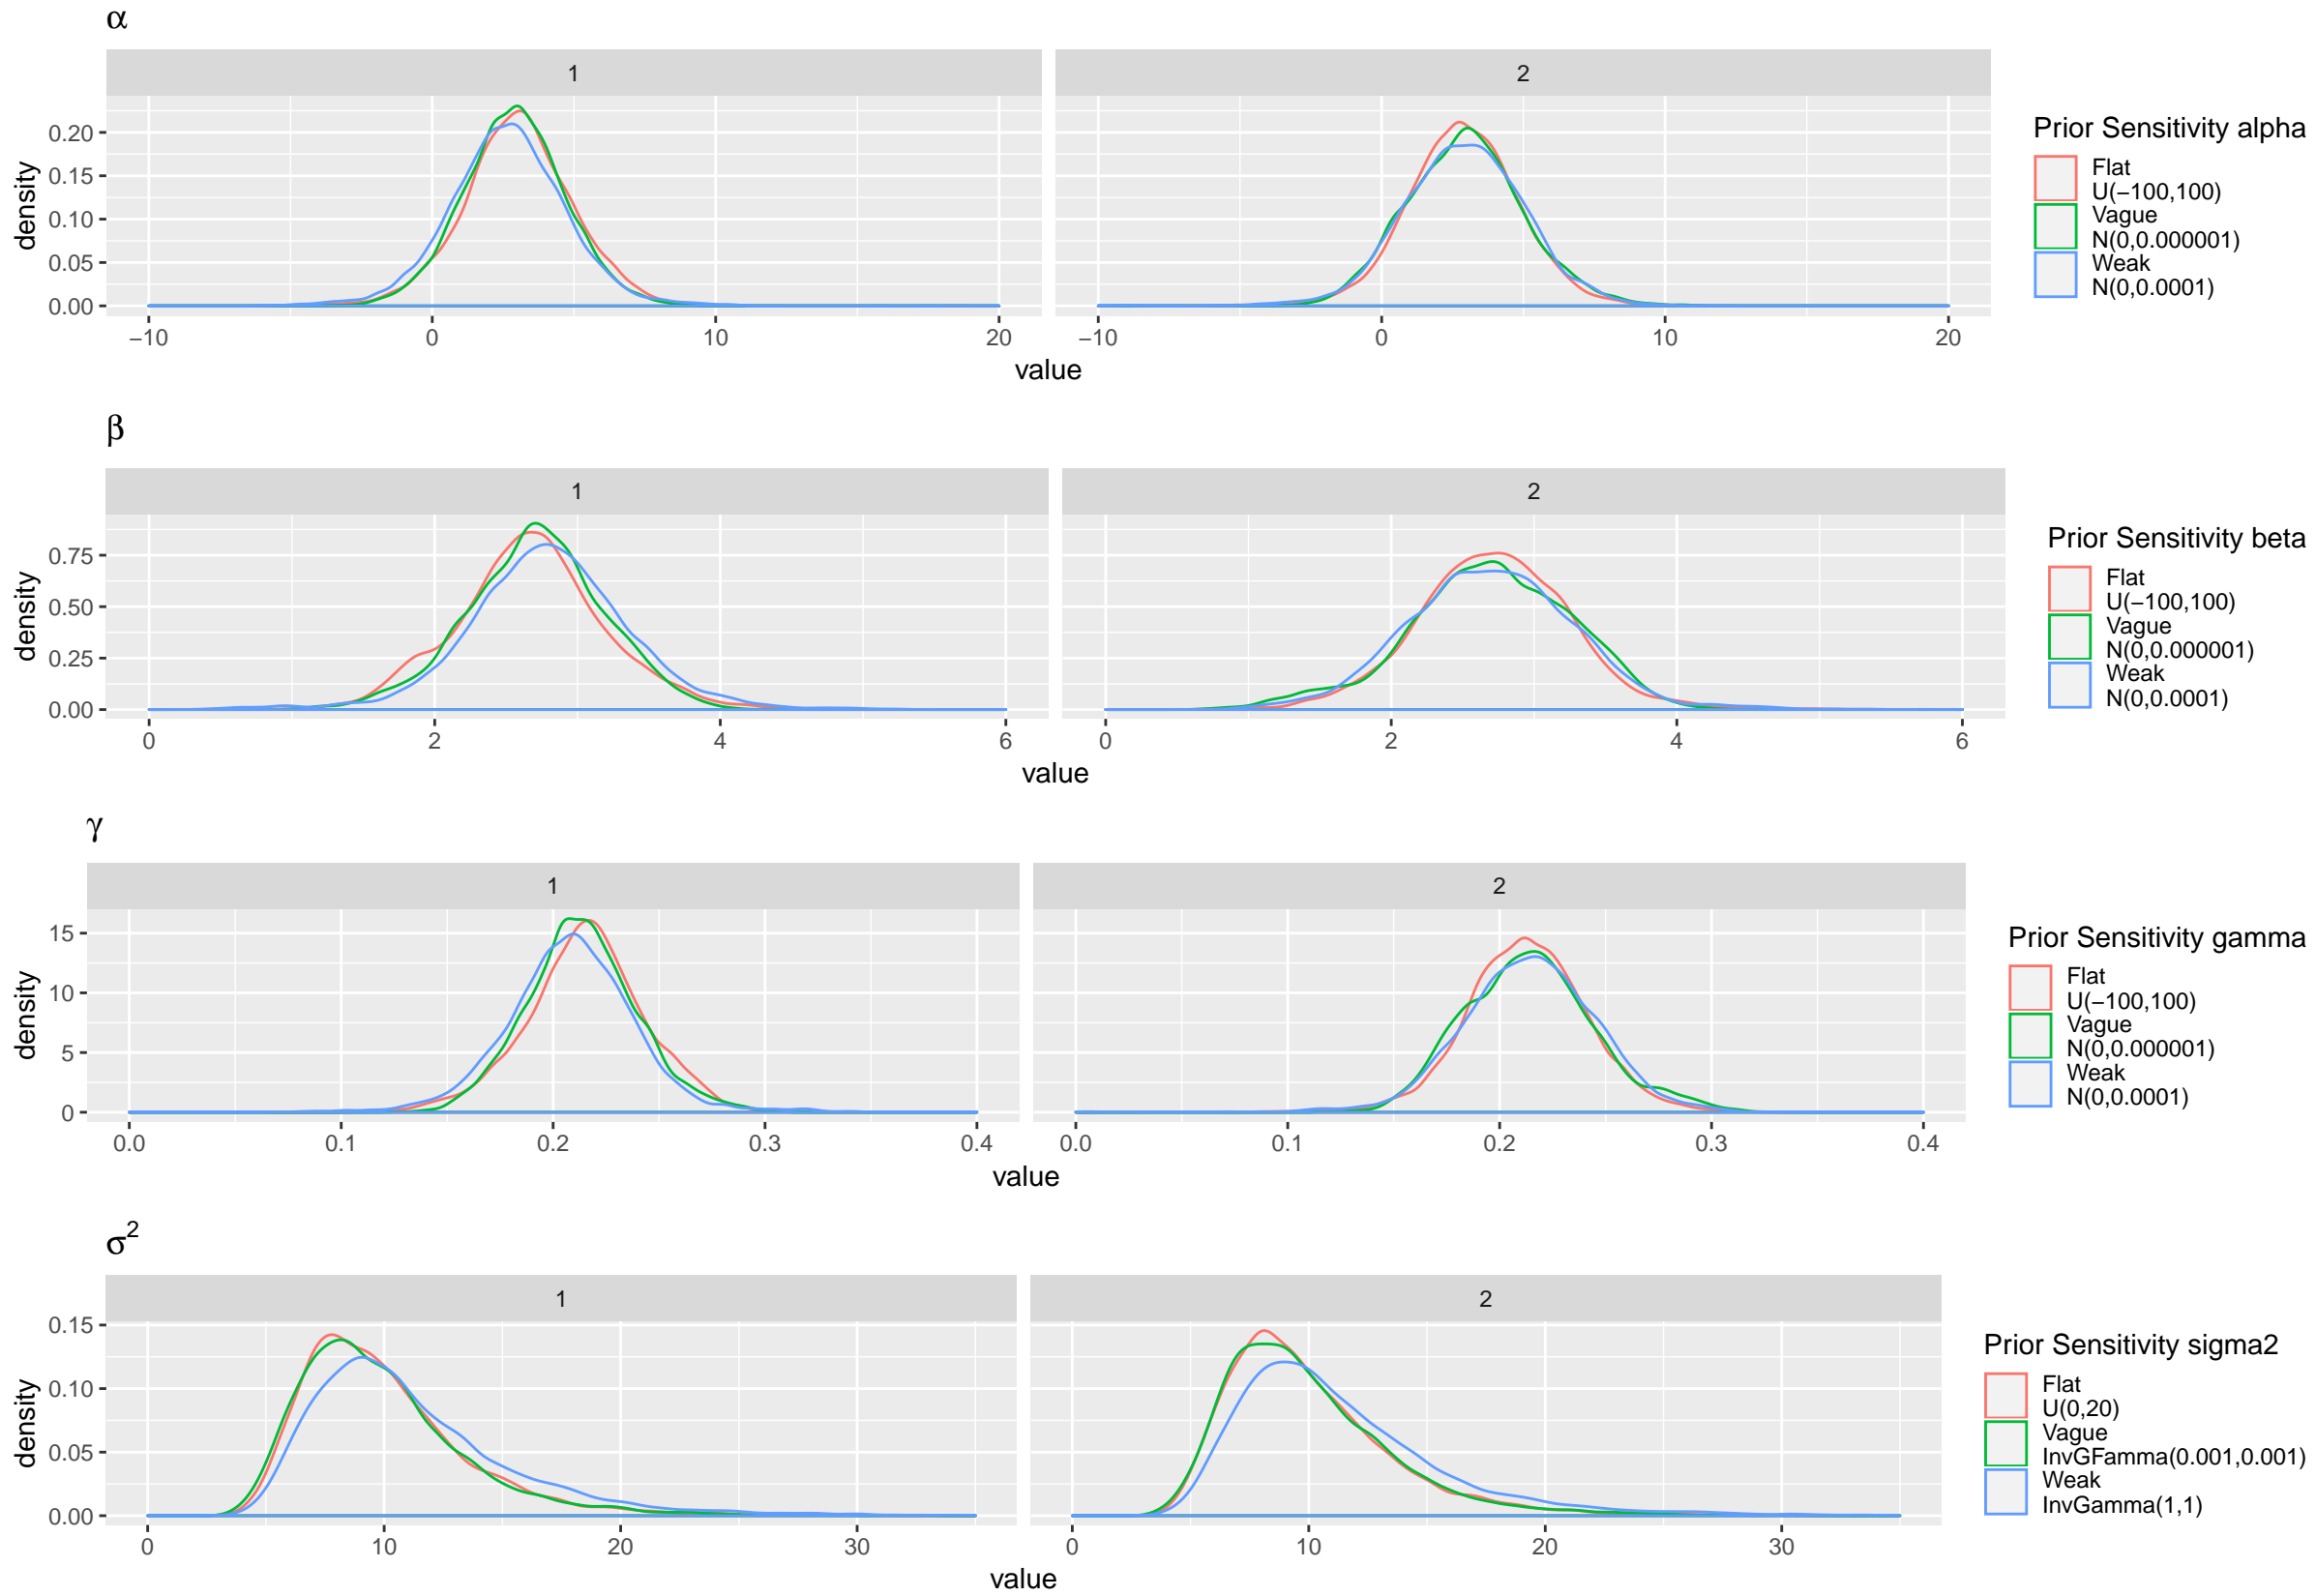 α
1
2
0.20
0.15
0.10
0.05
0.00
density
−10 0 10 20
−10 0 10 20
value
Prior Sensitivity alpha
Flat
U(−100,100)
Vague
N(0,0.000001)
Weak
N(0,0.0001)
β
1
2
0.75
0.50
0.25
0.00
density
0 2 4 6
0 2 4 6
value
Prior Sensitivity beta
Flat
U(−100,100)
Vague
N(0,0.000001)
Weak
N(0,0.0001)
γ
1
2
15
10
5
0
density
0.0 0.1 0.2 0.3 0.4
0.0 0.1 0.2 0.3 0.4
value
Prior Sensitivity gamma
Flat
U(−100,100)
Vague
N(0,0.000001)
Weak
N(0,0.0001)
σ²
1
2
0.15
0.10
0.05
0.00
density
0 10 20 30
0 10 20 30
value
Prior Sensitivity sigma2
Flat
U(0,20)
Vague
InvGFamma(0.001,0.001)
Weak
InvGamma(1,1)